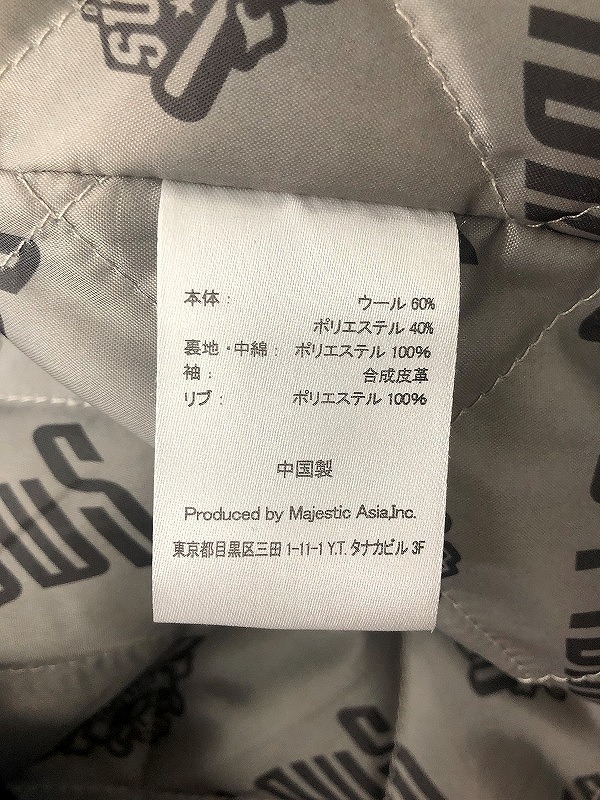 SW
本体： ウール 60%
ポリエステル 40%
裏地・中綿： ポリエステル 100%
袖： 合成皮革
リブ： ポリエステル 100%
中国製
Produced by Majestic Asia,Inc.
東京都目黒区三田 1-11-1 Y.T. タナカビル 3F